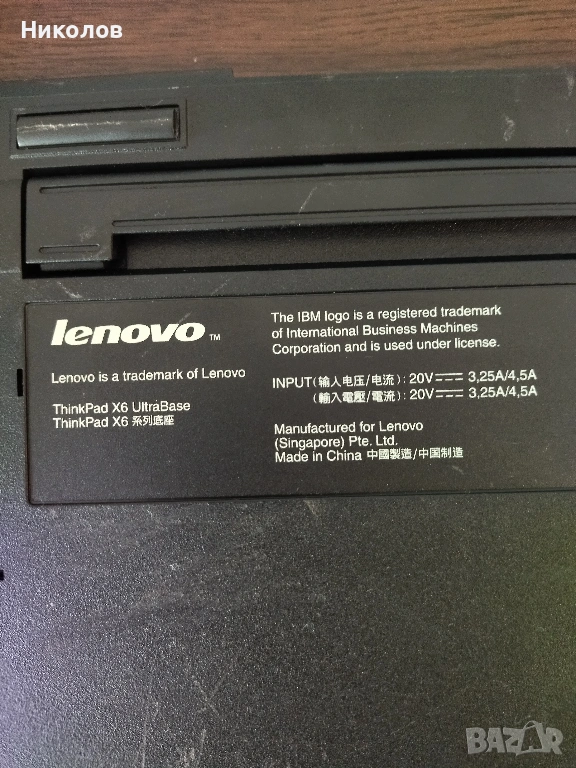 Николов
lenovo™
Lenovo is a trademark of Lenovo
ThinkPad X6 UltraBase
ThinkPad X6 系列底座
The IBM logo is a registered trademark
of International Business Machines
Corporation and is used under license.
INPUT(输入电压/电流): 20V⎓ 3,25A/4,5A
(輸入電壓/電流): 20V⎓ 3,25A/4,5A
Manufactured for Lenovo
(Singapore) Pte. Ltd.
Made in China 中國製造/中国制造
BAZAR